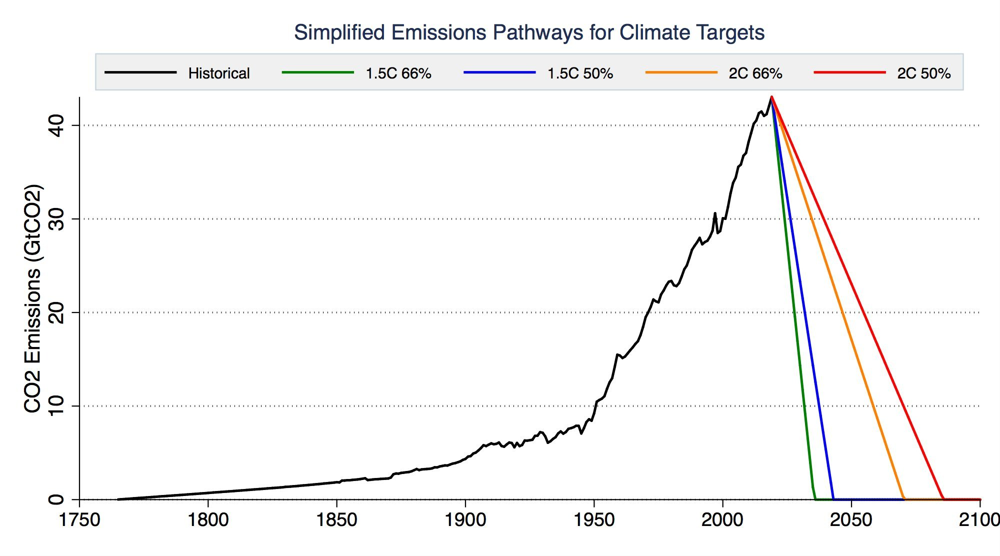 Simplified Emissions Pathways for Climate Targets
Historical 1.5C 66% 1.5C 50% 2C 66% 2C 50%
CO2 Emissions (GtCO2)
40
30
20
10
0
1750 1800 1850 1900 1950 2000 2050 2100